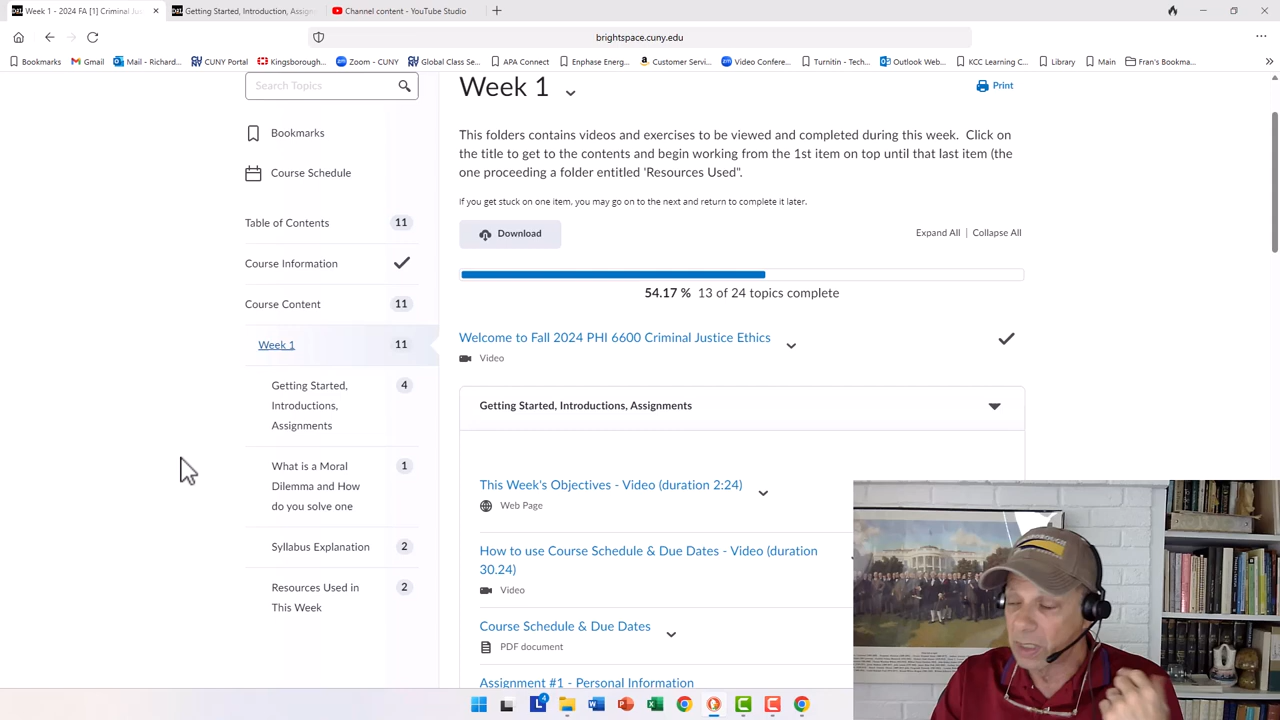 Week 1 - 2024 FA [1] Criminal Jus
Getting Started, Introduction, Assign
Channel content - YouTube Studio
brightspace.cuny.edu
Bookmarks
Gmail
Mail - Richard...
CUNY Portal
Kingsborough...
Zoom - CUNY
Global Class Se...
APA Connect
Enphase Energ...
Customer Servi...
Video Confere...
Turnitin - Tech...
Outlook Web...
KCC Learning C...
Library
Main
Fran's Bookma...
Search Topics
Bookmarks
Course Schedule
Table of Contents 11
Course Information
Course Content 11
Week 1 11
Getting Started, 4
Introductions,
Assignments
What is a Moral 1
Dilemma and How
do you solve one
Syllabus Explanation 2
Resources Used in 2
This Week
Week 1
Print
This folders contains videos and exercises to be viewed and completed during this week. Click on
the title to get to the contents and begin working from the 1st item on top until that last item (the
one proceeding a folder entitled 'Resources Used".
if you get stuck on one item, you may go on to the next and return to complete it later.
Download
Expand All | Collapse All
54.17 % 13 of 24 topics complete
Welcome to Fall 2024 PHI 6600 Criminal Justice Ethics
Video
Getting Started, Introductions, Assignments
This Week's Objectives - Video (duration 2:24)
Web Page
How to use Course Schedule & Due Dates - Video (duration
30.24)
Video
Course Schedule & Due Dates
PDF document
Assignment #1 - Personal Information